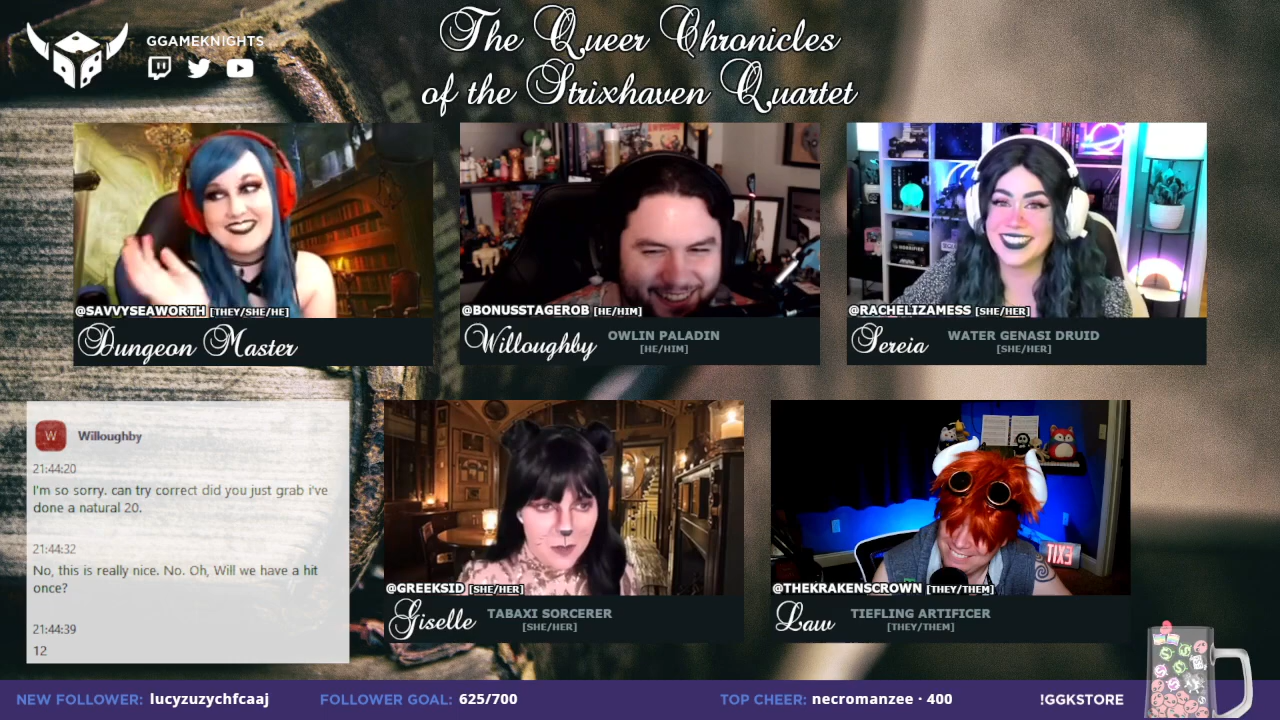 GGAMEKNIGHTS
The Queer Chronicles
of the Strixhaven Quartet
@SAVVYSEAWORTH [THEY/SHE/HE]
Dungeon Master
@BONUSSTAGEROB [HE/HIM]
Willoughby
OWLIN PALADIN
[HE/HIM]
@RACHELIZAMESS [SHE/HER]
Sereia
WATER GENASI DRUID
[SHE/HER]
W Willoughby
21:44:20
I'm so sorry. can try correct did you just grab i've
done a natural 20.
21:44:32
No, this is really nice. No. Oh, Will we have a hit
once?
21:44:39
12
@GREEKSID [SHE/HER]
Giselle
TABAXI SORCERER
[SHE/HER]
EXIT
@THEKRAKENSCROWN [THEY/THEM]
Law
TIEFLING ARTIFICER
[THEY/THEM]
NEW FOLLOWER: lucyzuzychfcaaj FOLLOWER GOAL: 625/700 TOP CHEER: necromanzee · 400 !GGKSTORE